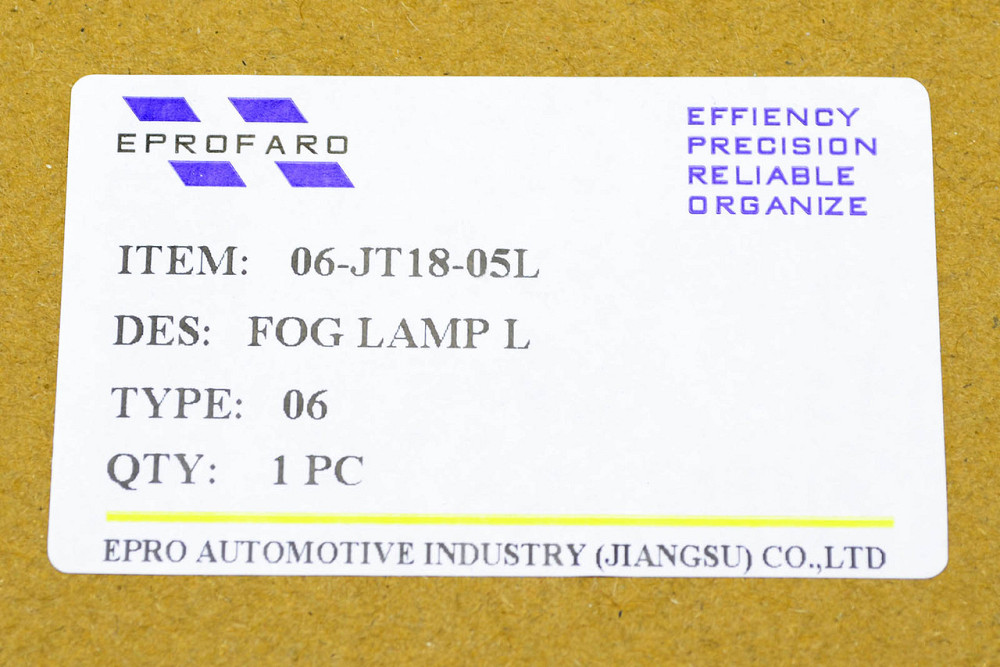 EPROFARO
EFFIENCY
PRECISION
RELIABLE
ORGANIZE
ITEM: 06-JT18-05L
DES: FOG LAMP L
TYPE: 06
QTY: 1 PC
EPRO AUTOMOTIVE INDUSTRY (JIANGSU) CO.,LTD